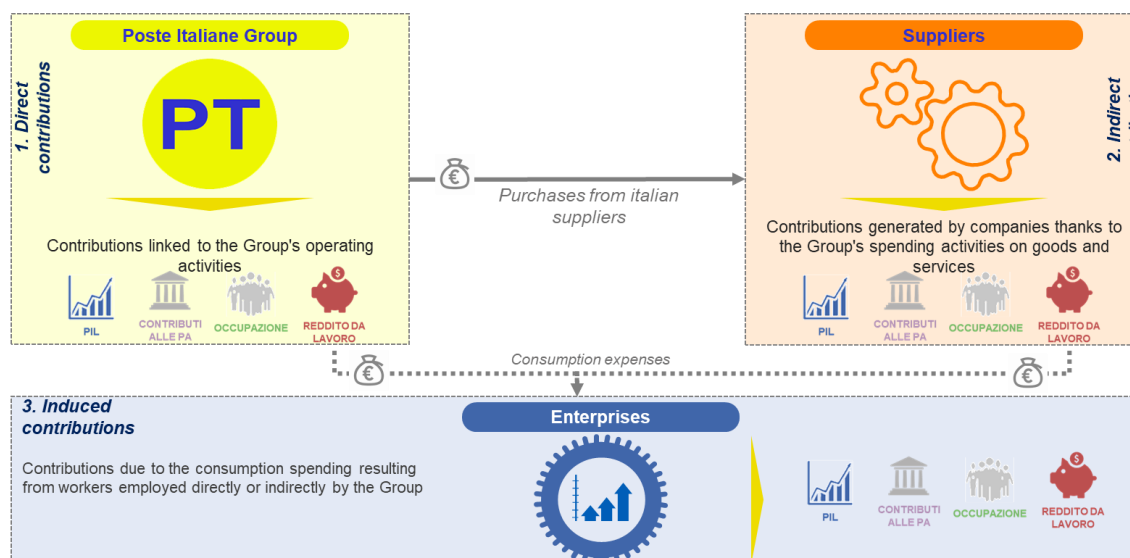 Poste Italiane Group
1. Direct
contributions
PT
Contributions linked to the Group's operating
activities
PIL
CONTRIBUTI
ALLE PA
OCCUPAZIONE
REDDITO DA
LAVORO
€
Purchases from italian
suppliers
Suppliers
2. Indirect
Contributions generated by companies thanks to
the Group's spending activities on goods and
services
PIL
CONTRIBUTI
ALLE PA
OCCUPAZIONE
$
REDDITO DA
LAVORO
€
Consumption expenses
€
3. Induced
contributions
Enterprises
Contributions due to the consumption spending resulting
from workers employed directly or indirectly by the Group
PIL
CONTRIBUTI
ALLE PA
OCCUPAZIONE
$
REDDITO DA
LAVORO